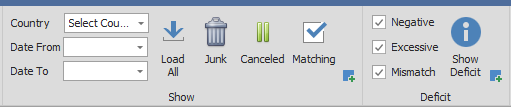 Country Select Cou...
Date From
Date To
Load All
Junk
Canceled
Matching
Show
Negative
Excessive
Mismatch
Show Deficit
Deficit